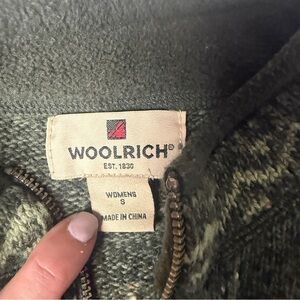 WOOLRICH®
EST. 1830
WOMENS
S
MADE IN CHINA